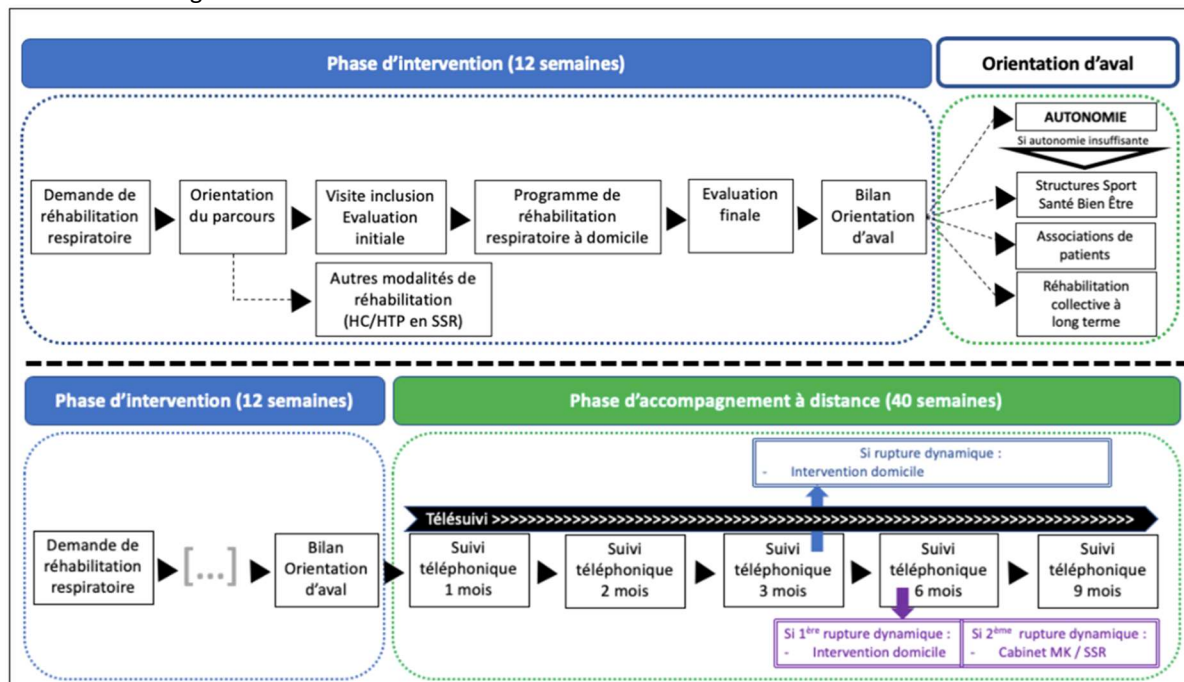 Phase d'intervention (12 semaines)
Orientation d'aval
Demande de
réhabilitation
respiratoire
Orientation
du parcours
Visite inclusion
Evaluation
initiale
Programme de
réhabilitation
respiratoire à domicile
Evaluation
finale
Bilan
Orientation
d'aval
Autres modalités de
réhabilitation
(HC/HTP en SSR)
AUTONOMIE
Si autonomie insuffisante
Structures Sport
Santé Bien Être
Associations de
patients
Réhabilitation
collective à
long terme
Phase d'intervention (12 semaines)
Phase d'accompagnement à distance (40 semaines)
Si rupture dynamique :
- Intervention domicile
Télésuivi >>>>>>>>>>>>>>>>>>>>>>>>>>>>>>>>>>>>>>>>>>>>>>>>>>>>>>>>>>>>
Demande de
réhabilitation
respiratoire
[...]
Bilan
Orientation
d'aval
Suivi
téléphonique
1 mois
Suivi
téléphonique
2 mois
Suivi
téléphonique
3 mois
Suivi
téléphonique
6 mois
Suivi
téléphonique
9 mois
Si 1ère rupture dynamique :
- Intervention domicile
Si 2ème rupture dynamique :
- Cabinet MK / SSR